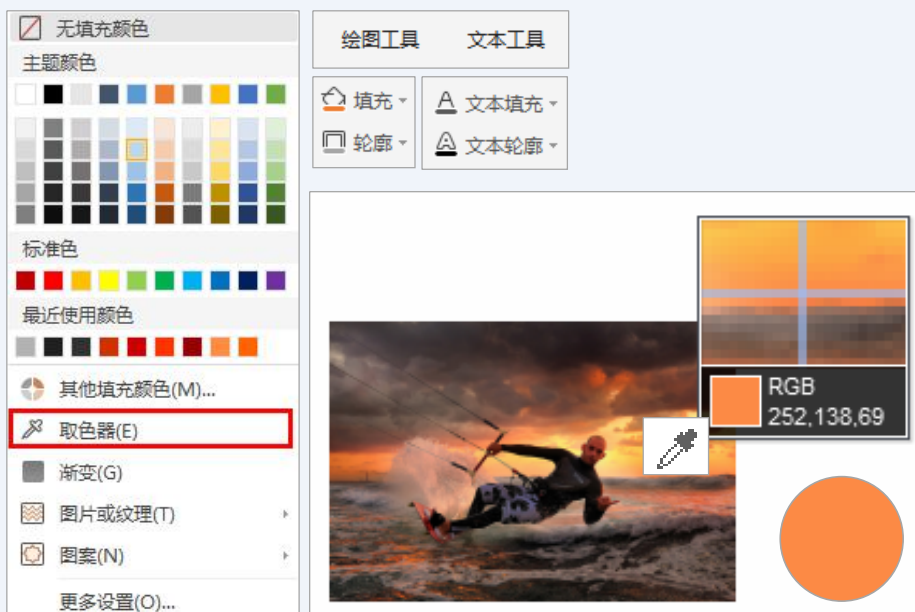 无填充颜色
主题颜色
标准色
最近使用颜色
其他填充颜色(M)...
取色器(E)
渐变(G)
图片或纹理(T)
图案(N)
更多设置(O)...
绘图工具 文本工具
填充 A 文本填充
轮廓 A 文本轮廓
RGB
252,138,69